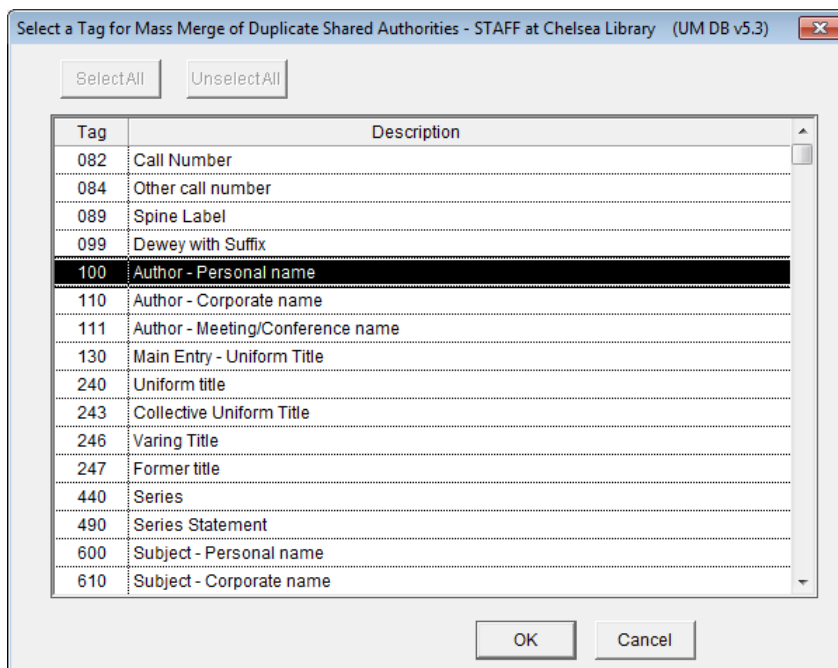 Select a Tag for Mass Merge of Duplicate Shared Authorities - STAFF at Chelsea Library (UM DB v5.3)
SelectAll UnselectAll
Tag Description
082 Call Number
084 Other call number
089 Spine Label
099 Dewey with Suffix
100 Author - Personal name
110 Author - Corporate name
111 Author - Meeting/Conference name
130 Main Entry - Uniform Title
240 Uniform title
243 Collective Uniform Title
246 Varing Title
247 Former title
440 Series
490 Series Statement
600 Subject - Personal name
610 Subject - Corporate name
OK Cancel